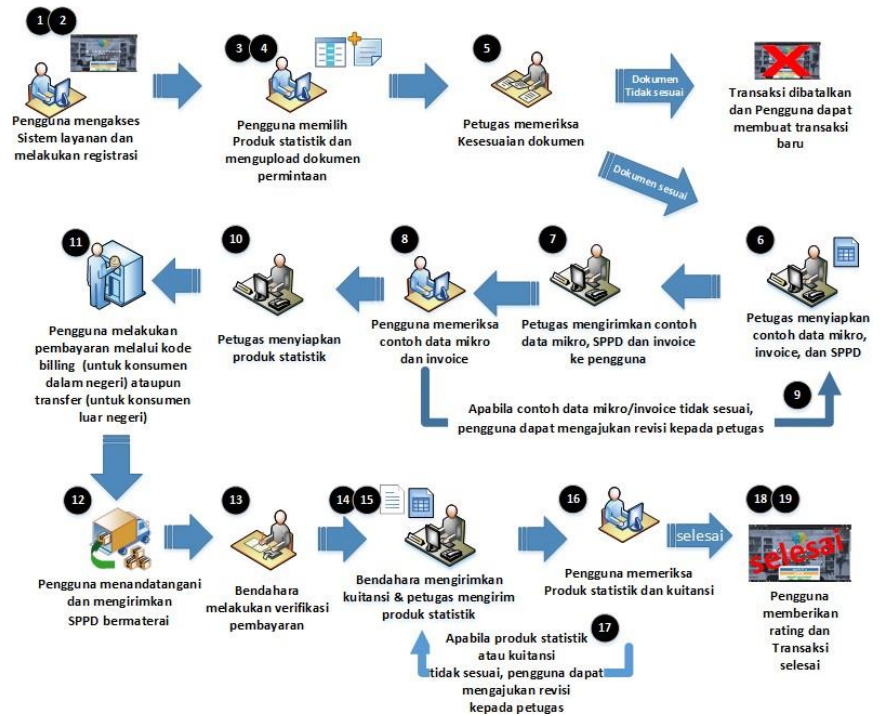 1 2
Pengguna mengakses
Sistem layanan dan
melakukan registrasi
3 4
Pengguna memilih
Produk statistik dan
mengupload dokumen
permintaan
5
Petugas memeriksa
Kesesuaian dokumen
Dokumen
Tidak sesuai
Transaksi dibatalkan
dan Pengguna dapat
membuat transaksi
baru
Dokumen sesuai
6
Petugas menyiapkan
contoh data mikro,
invoice, dan SPPD
7
Petugas mengirimkan contoh
data mikro, SPPD dan invoice
ke pengguna
8
Pengguna memeriksa
contoh data mikro
dan invoice
9
Apabila contoh data mikro/invoice tidak sesuai,
pengguna dapat mengajukan revisi kepada petugas
10
Petugas menyiapkan
produk statistik
11
Pengguna melakukan
pembayaran melalui kode
billing (untuk konsumen
dalam negeri) ataupun
transfer (untuk konsumen
luar negeri)
12
Pengguna menandatangani
dan mengirimkan
SPPD bermaterai
13
Bendahara
melakukan verifikasi
pembayaran
14 15
Bendahara mengirimkan
kuitansi & petugas mengirim
produk statistik
16
Pengguna memeriksa
Produk statistik dan kuitansi
17
Apabila produk statistik
atau kuitansi
tidak sesuai, pengguna dapat
mengajukan revisi
kepada petugas
selesai
18 19
selesai
Pengguna
memberikan
rating dan
Transaksi
selesai